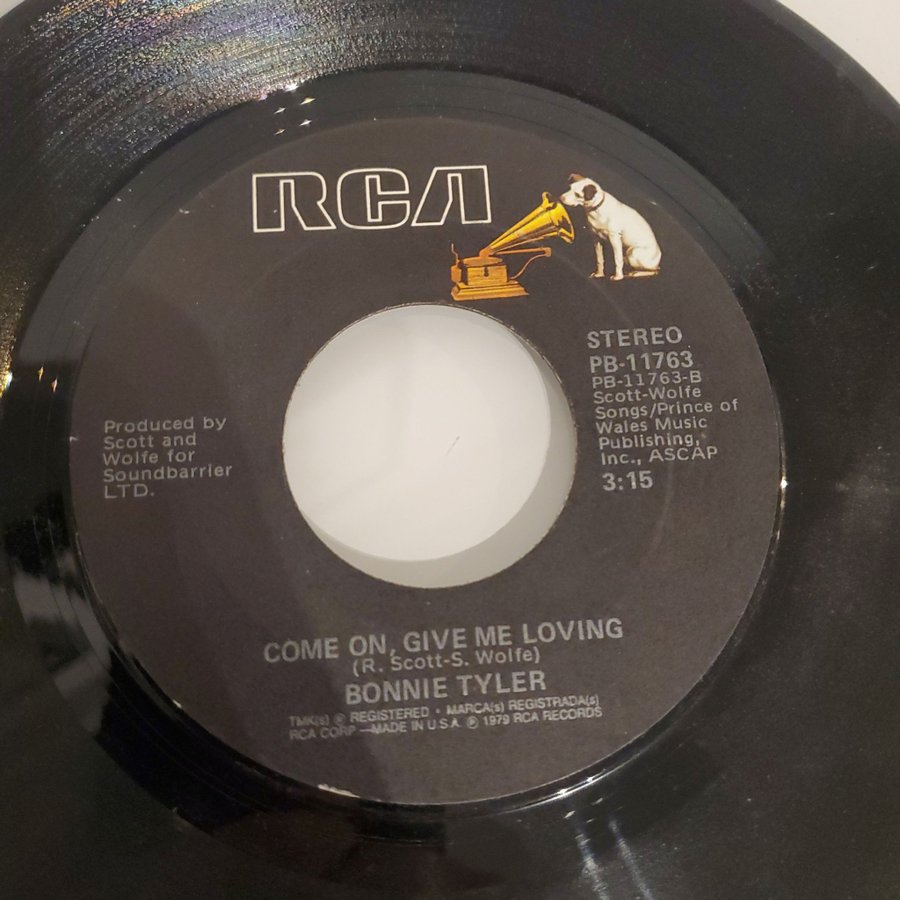 RCA
STEREO
PB-11763
PB-11763-B
Scott-Wolfe
Songs/Prince of
Wales Music
Publishing,
Inc., ASCAP
3:15
Produced by
Scott and
Wolfe for
Soundbarrier
LTD.
COME ON, GIVE ME LOVING
(R. Scott-S. Wolfe)
BONNIE TYLER
TMK(s) ® REGISTERED • MARCA(s) REGISTRADA(s)
RCA CORP —MADE IN U.S.A. ℗ 1979 RCA RECORDS